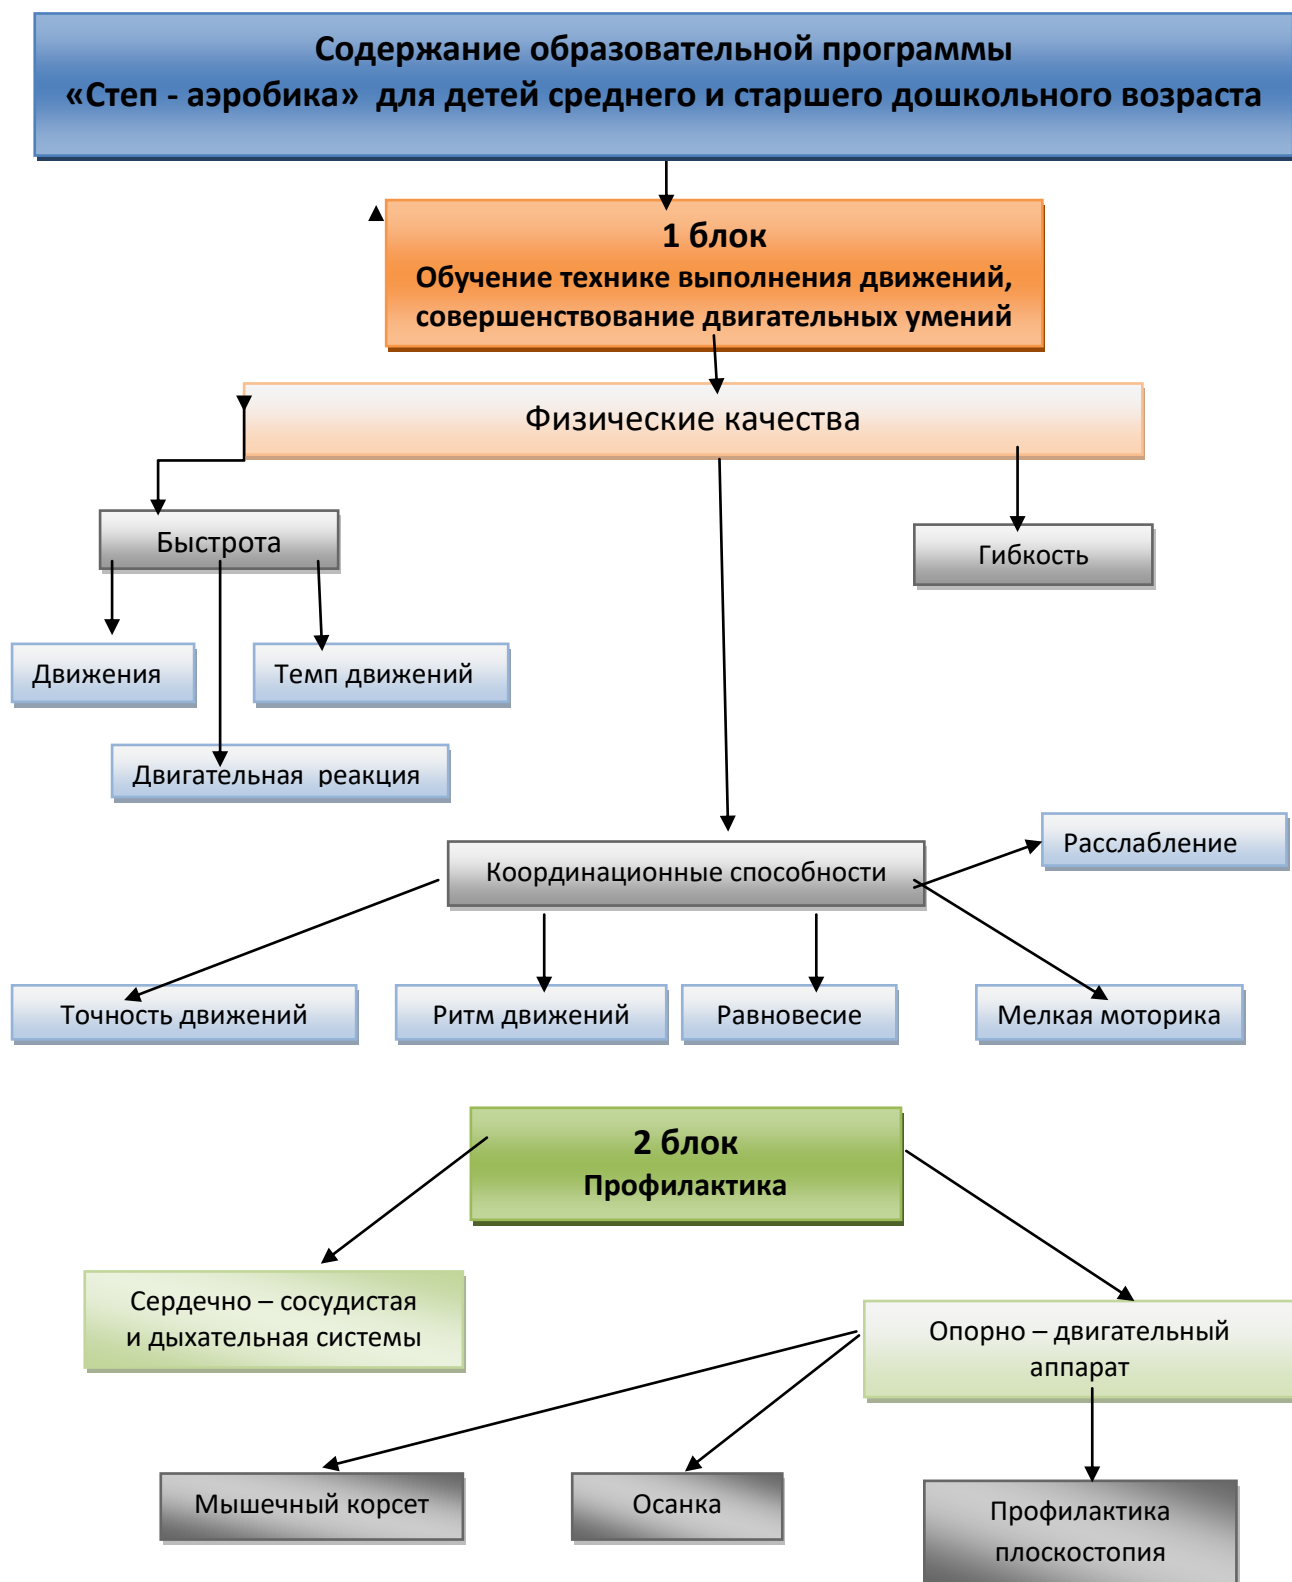 Содержание образовательной программы
«Степ - аэробика» для детей среднего и старшего дошкольного возраста
1 блок
Обучение технике выполнения движений,
совершенствование двигательных умений
Физические качества
Быстрота
Гибкость
Движения
Темп движений
Двигательная реакция
Расслабление
Координационные способности
Точность движений
Ритм движений
Равновесие
Мелкая моторика
2 блок
Профилактика
Сердечно – сосудистая
и дыхательная системы
Опорно – двигательный
аппарат
Мышечный корсет
Осанка
Профилактика
плоскостопия